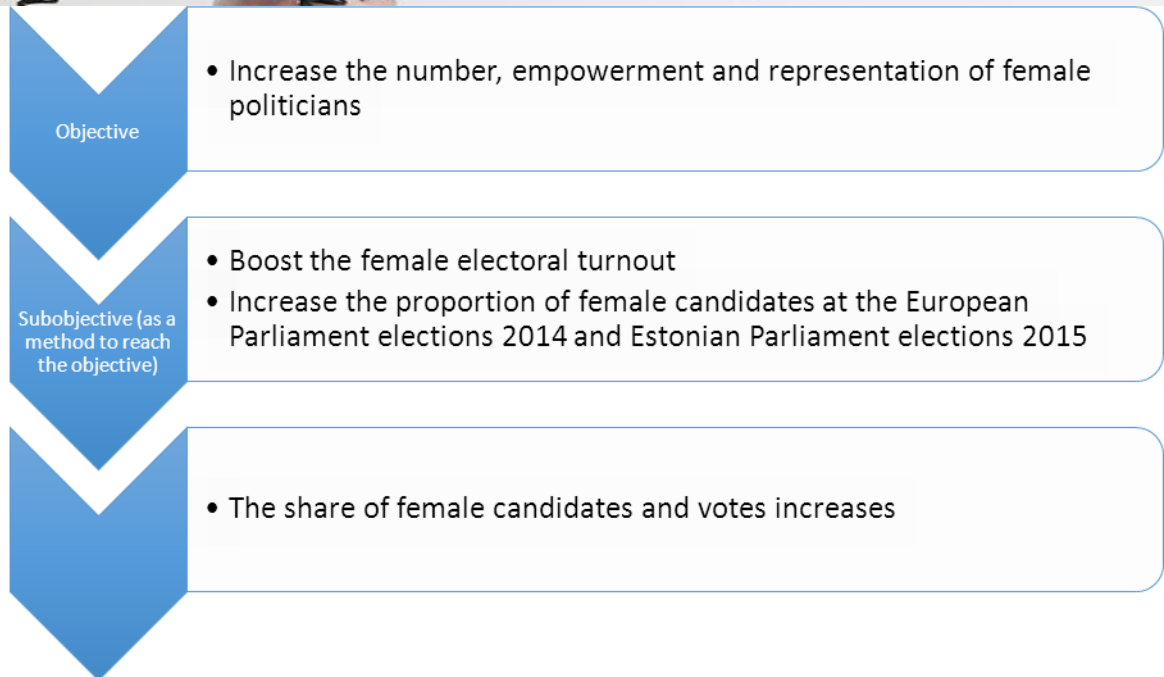 Objective
• Increase the number, empowerment and representation of female
politicians
Subobjective (as a
method to reach
the objective)
• Boost the female electoral turnout
• Increase the proportion of female candidates at the European
Parliament elections 2014 and Estonian Parliament elections 2015
• The share of female candidates and votes increases